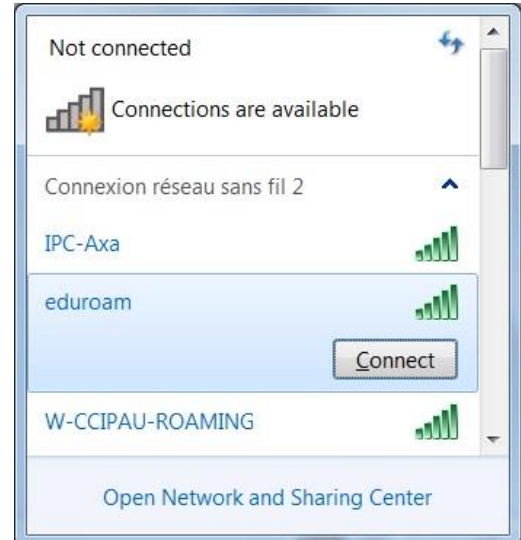 Not connected
Connections are available
Connexion réseau sans fil 2
IPC-Axa
eduroam
Connect
W-CCIPAU-ROAMING
Open Network and Sharing Center